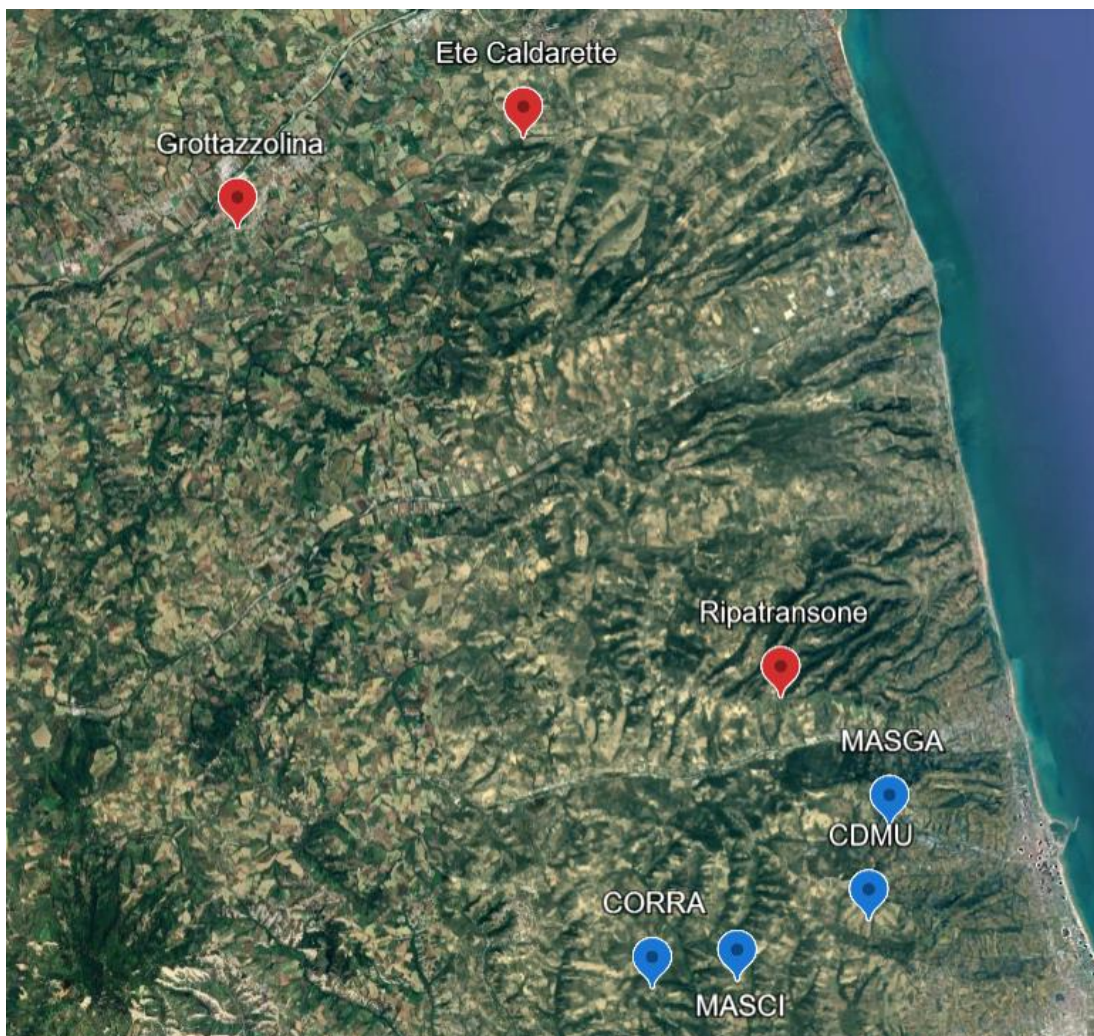 Ete Caldarette
Grottazzolina
Ripatransone
MASGA
CDMU
CORRA
MASCI